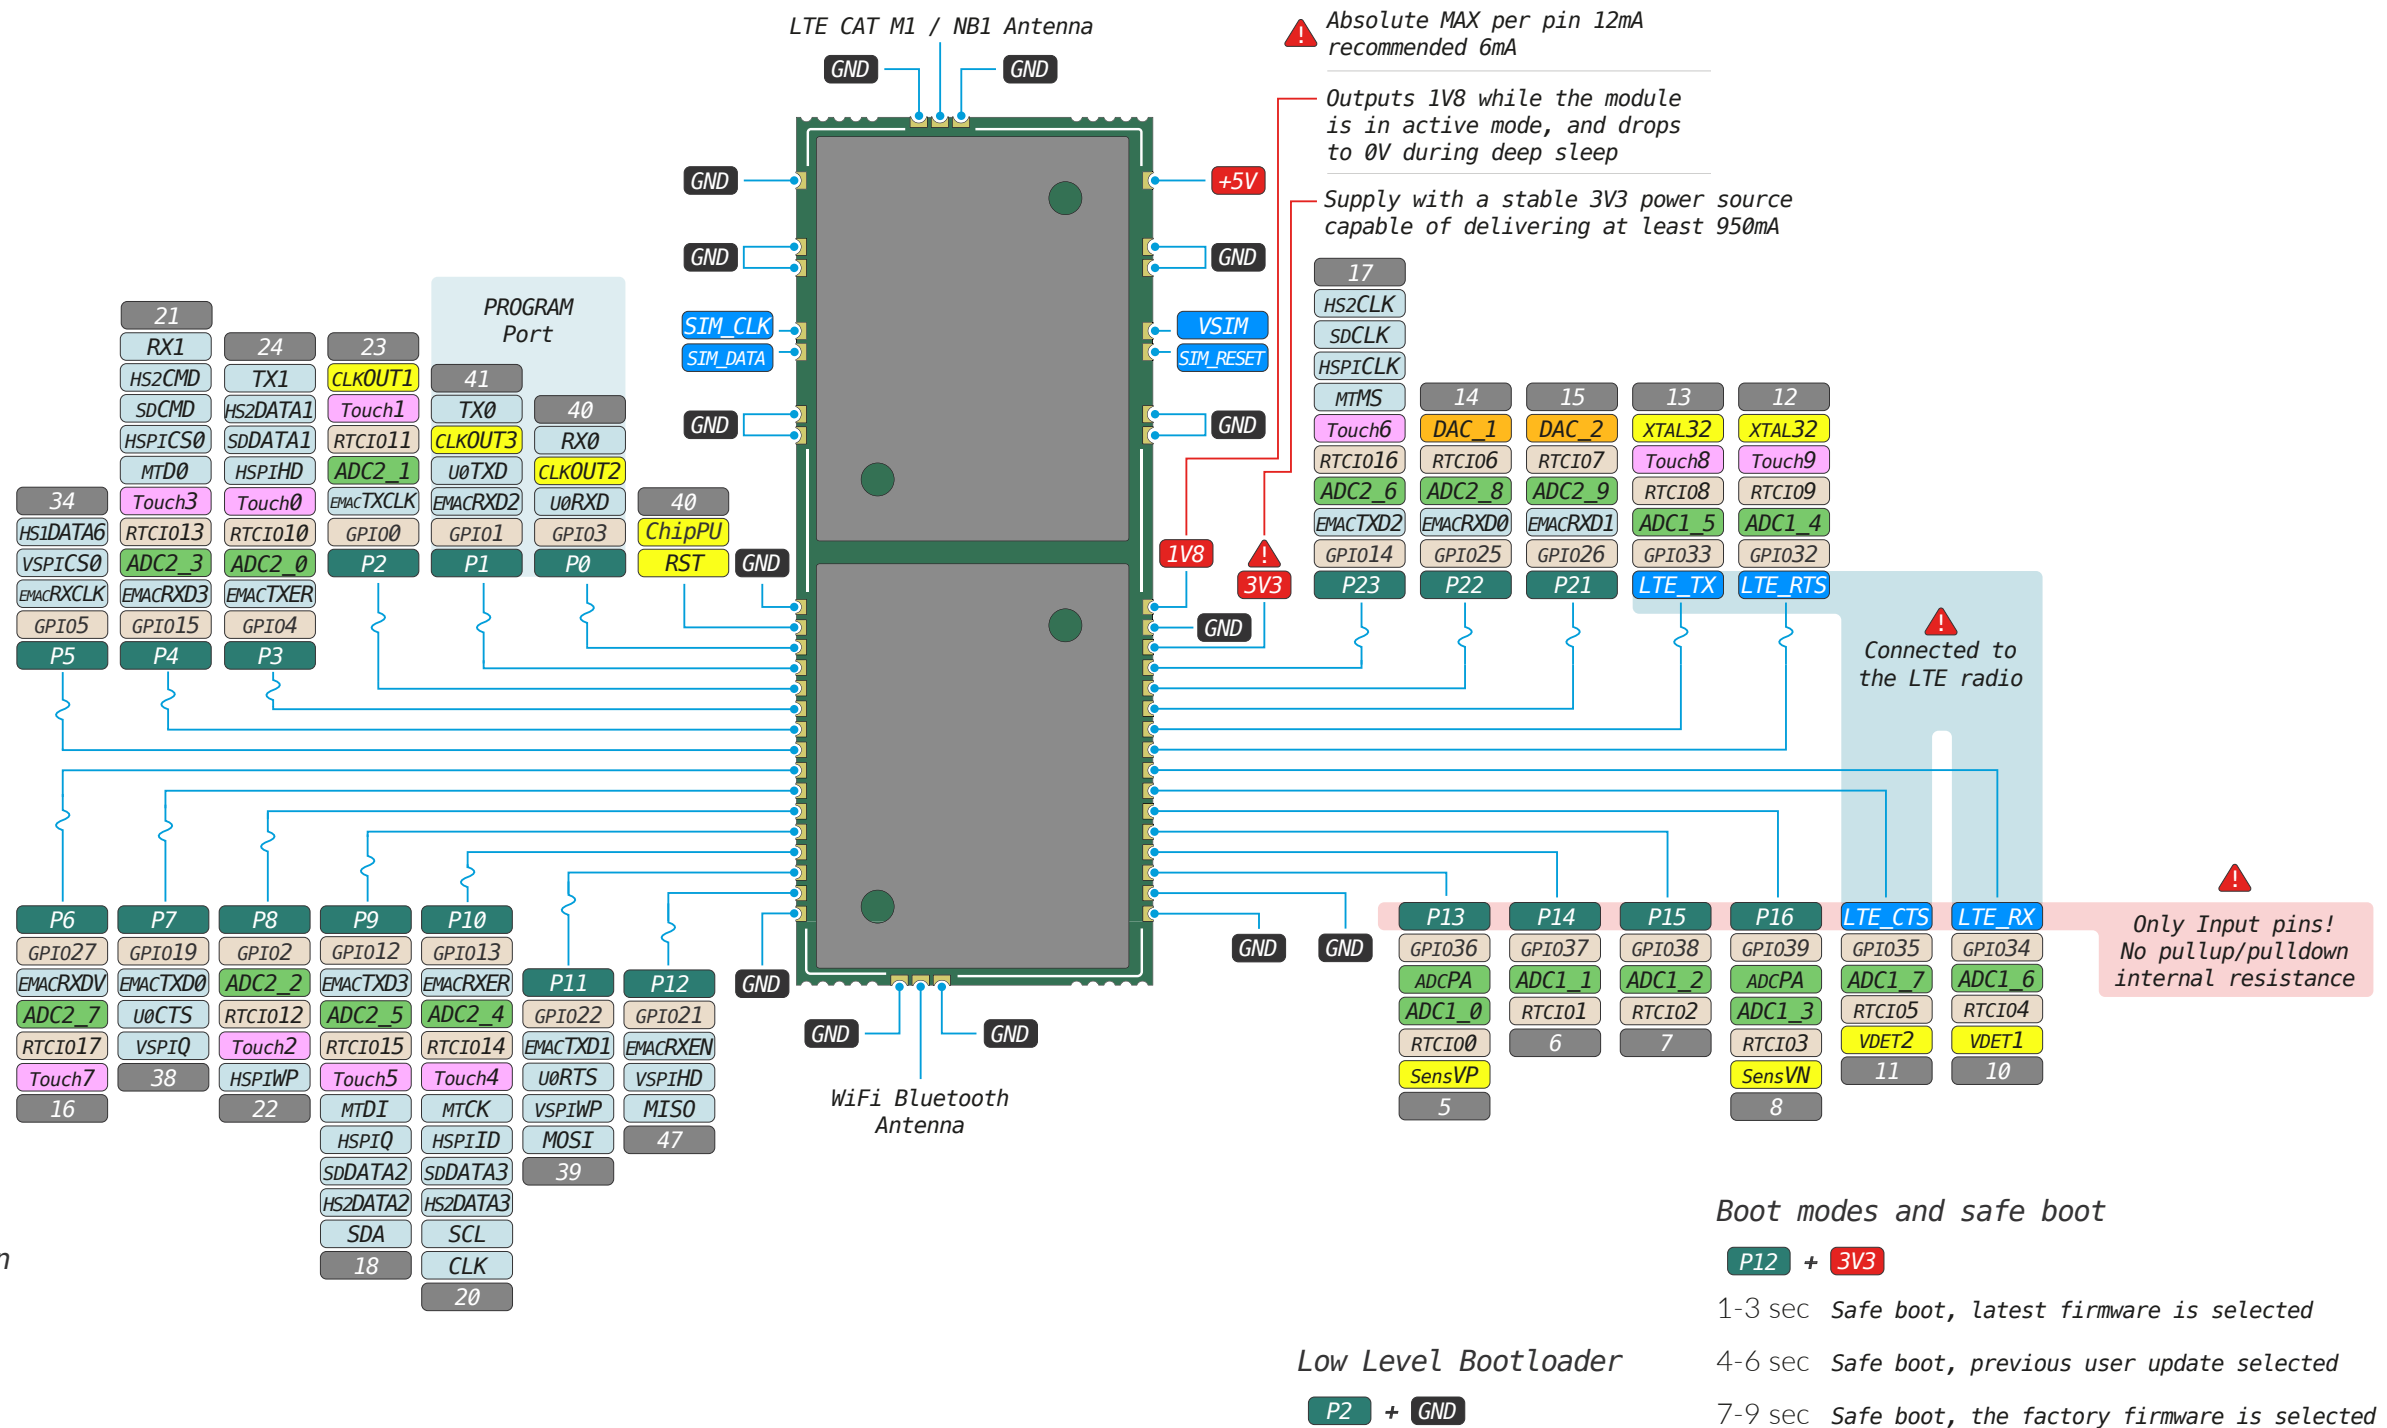 LTE CAT M1 / NB1 Antenna
GND
GND
Absolute MAX per pin 12mA
recommended 6mA
Outputs 1V8 while the module
is in active mode, and drops
to 0V during deep sleep
Supply with a stable 3V3 power source
capable of delivering at least 950mA
GND
+5V
GND
GND
SIM_CLK
SIM_DATA
VSIM
SIM_RESET
GND
GND
PROGRAM
Port
34
HS1DATA6
VSPICS0
EMACRXCLK
GPIO5
P5
21
RX1
HS2CMD
SDCMD
HSPICS0
MTD0
Touch3
RTCIO13
ADC2_3
EMACRXD3
GPIO15
P4
24
TX1
HS2DATA1
SDDATA1
HSPIHD
Touch0
RTCIO10
ADC2_0
EMACTXER
GPIO4
P3
23
CLKOUT1
Touch1
RTCIO11
ADC2_1
EMACTXCLK
GPIO0
P2
41
TX0
CLKOUT3
U0TXD
EMACRXD2
GPIO1
P1
40
RX0
CLKOUT2
U0RXD
GPIO3
P0
40
ChipPU
RST
GND
1V8
3V3
GND
17
HS2CLK
SDCLK
HSPICLK
MTMS
Touch6
RTCIO16
ADC2_6
EMACTXD2
GPIO14
P23
14
DAC_1
RTCIO6
ADC2_8
EMACRXD0
GPIO25
P22
15
DAC_2
RTCIO7
ADC2_9
EMACRXD1
GPIO26
P21
13
XTAL32
Touch8
RTCIO8
ADC1_5
GPIO33
LTE_TX
12
XTAL32
Touch9
RTCIO9
ADC1_4
GPIO32
LTE_RTS
Connected to
the LTE radio
P6
GPIO27
EMACRXDV
ADC2_7
RTCIO17
Touch7
16
P7
GPIO19
EMACTXD0
U0CTS
VSPIQ
38
P8
GPIO2
ADC2_2
RTCIO12
Touch2
HSPIWP
22
P9
GPIO12
EMACTXD3
ADC2_5
RTCIO15
Touch5
MTDI
HSPIQ
SDDATA2
HS2DATA2
SDA
18
P10
GPIO13
EMACRXER
ADC2_4
RTCIO14
Touch4
MTCK
HSPIID
SDDATA3
HS2DATA3
SCL
CLK
20
P11
GPIO22
EMACTXD1
U0RTS
VSPIWP
MOSI
39
P12
GPIO21
EMACRXEN
VSPIHD
MISO
47
GND
GND
GND
WiFi Bluetooth
Antenna
GND
GND
P13
GPIO36
ADCPA
ADC1_0
RTCIO0
SensVP
5
P14
GPIO37
ADC1_1
RTCIO1
6
P15
GPIO38
ADC1_2
RTCIO2
7
P16
GPIO39
ADCPA
ADC1_3
RTCIO3
SensVN
8
LTE_CTS
GPIO35
ADC1_7
RTCIO5
VDET2
11
LTE_RX
GPIO34
ADC1_6
RTCIO4
VDET1
10
Only Input pins!
No pullup/pulldown
internal resistance
n
Low Level Bootloader
P2 + GND
Boot modes and safe boot
P12 + 3V3
1-3 sec Safe boot, latest firmware is selected
4-6 sec Safe boot, previous user update selected
7-9 sec Safe boot, the factory firmware is selected